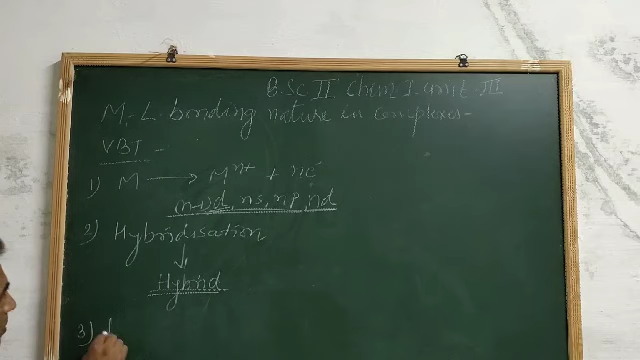 B.Sc II Chem I unit III
M-L bonding nature in complexes-
VBT -
1) M ⟶ Mⁿ⁺ + ne⁻
(n-1)d, ns, np, nd
2) Hybridisation
↓
Hybrid
3)